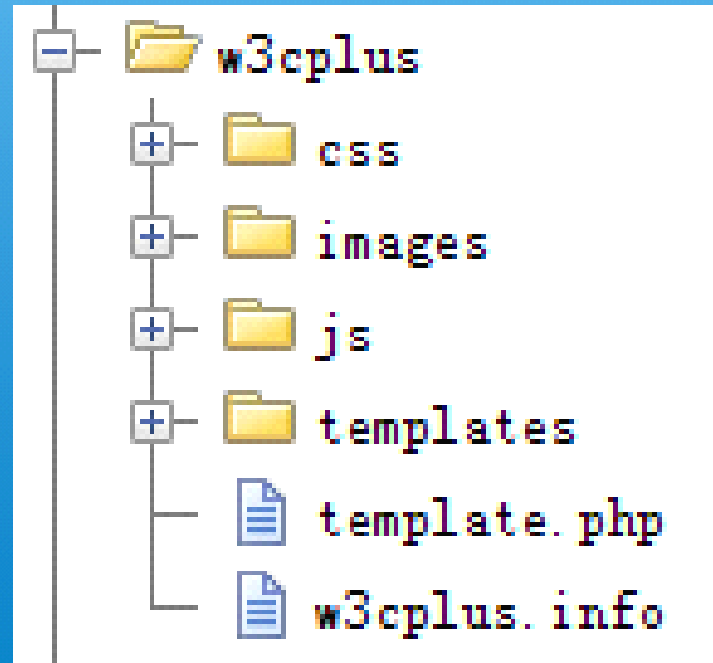 w3cplus
css
images
js
templates
template.php
w3cplus.info